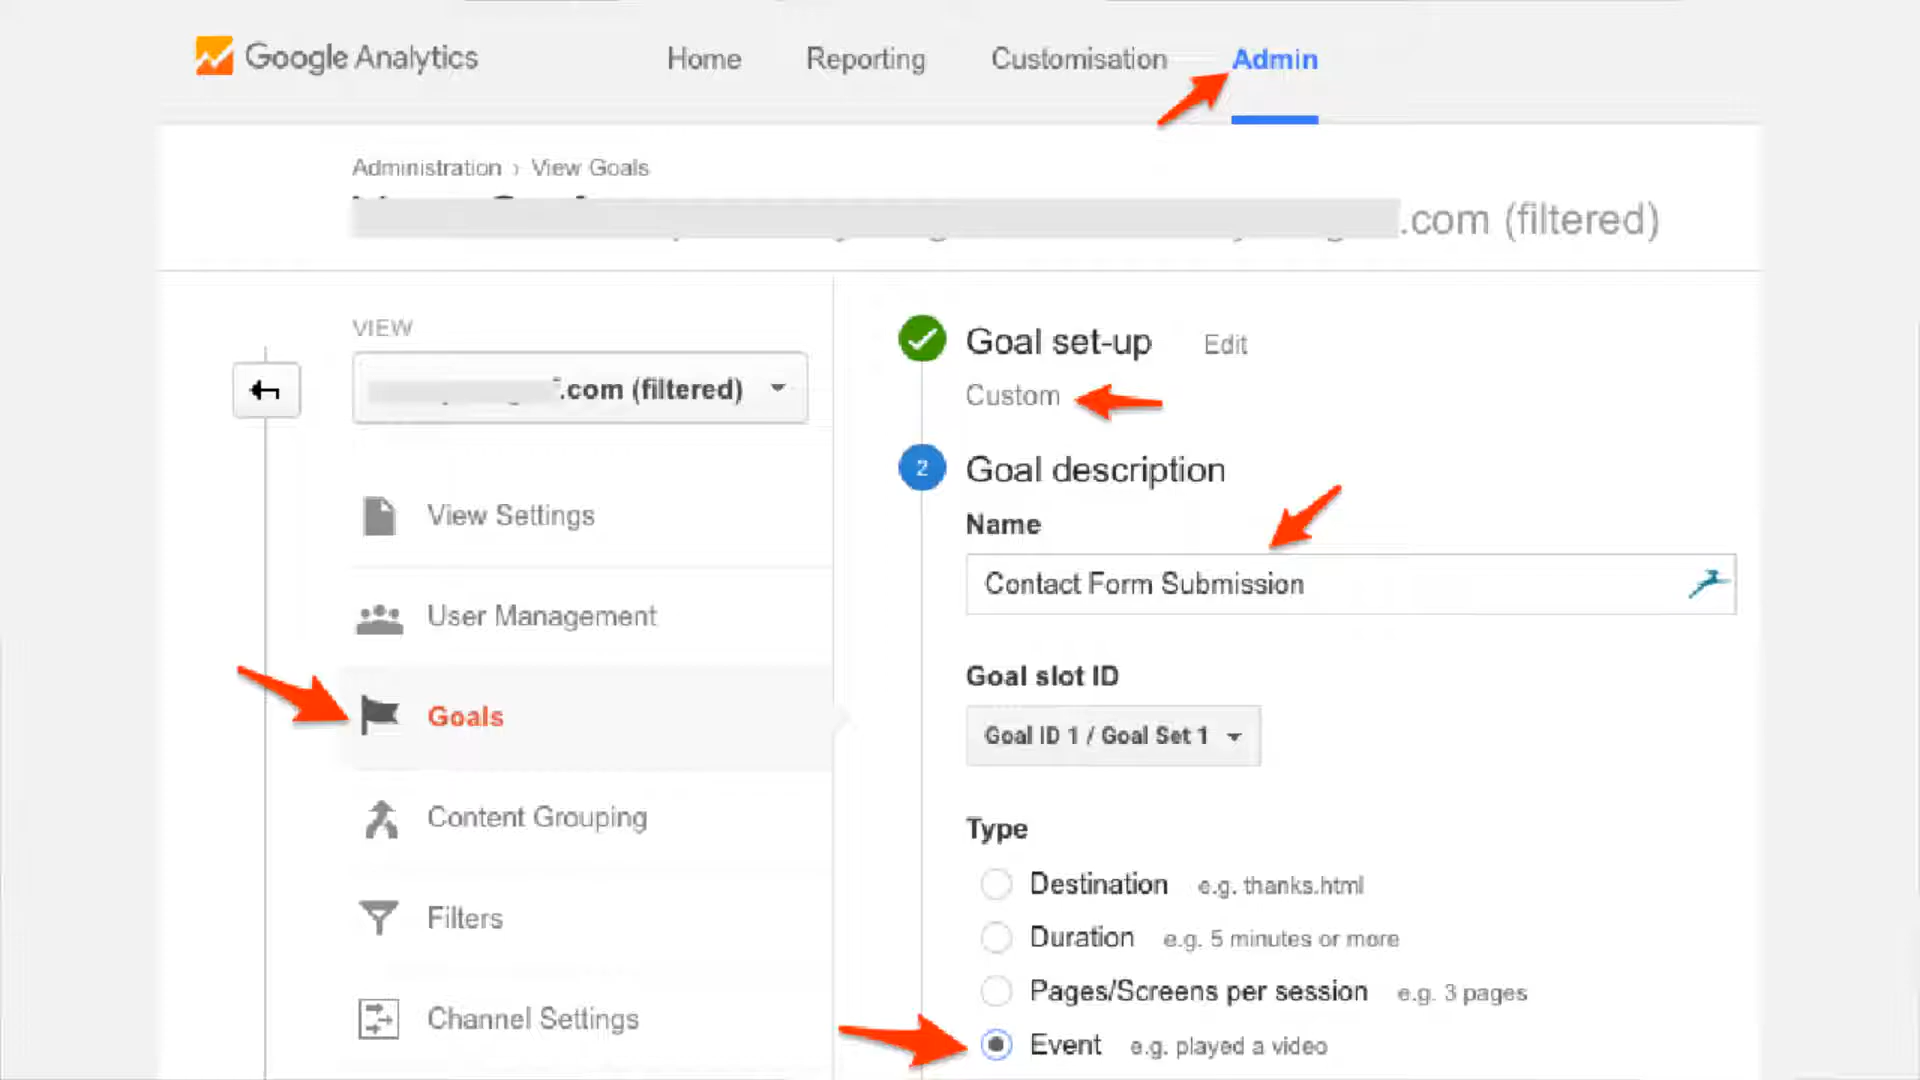 Google Analytics
Home Reporting Customisation Admin
Administration › View Goals
.com (filtered)
VIEW
.com (filtered)
View Settings
User Management
Goals
Content Grouping
Filters
Channel Settings
Goal set-up Edit
Custom
2 Goal description
Name
Contact Form Submission
Goal slot ID
Goal ID 1 / Goal Set 1
Type
Destination e.g. thanks.html
Duration e.g. 5 minutes or more
Pages/Screens per session e.g. 3 pages
Event e.g. played a video